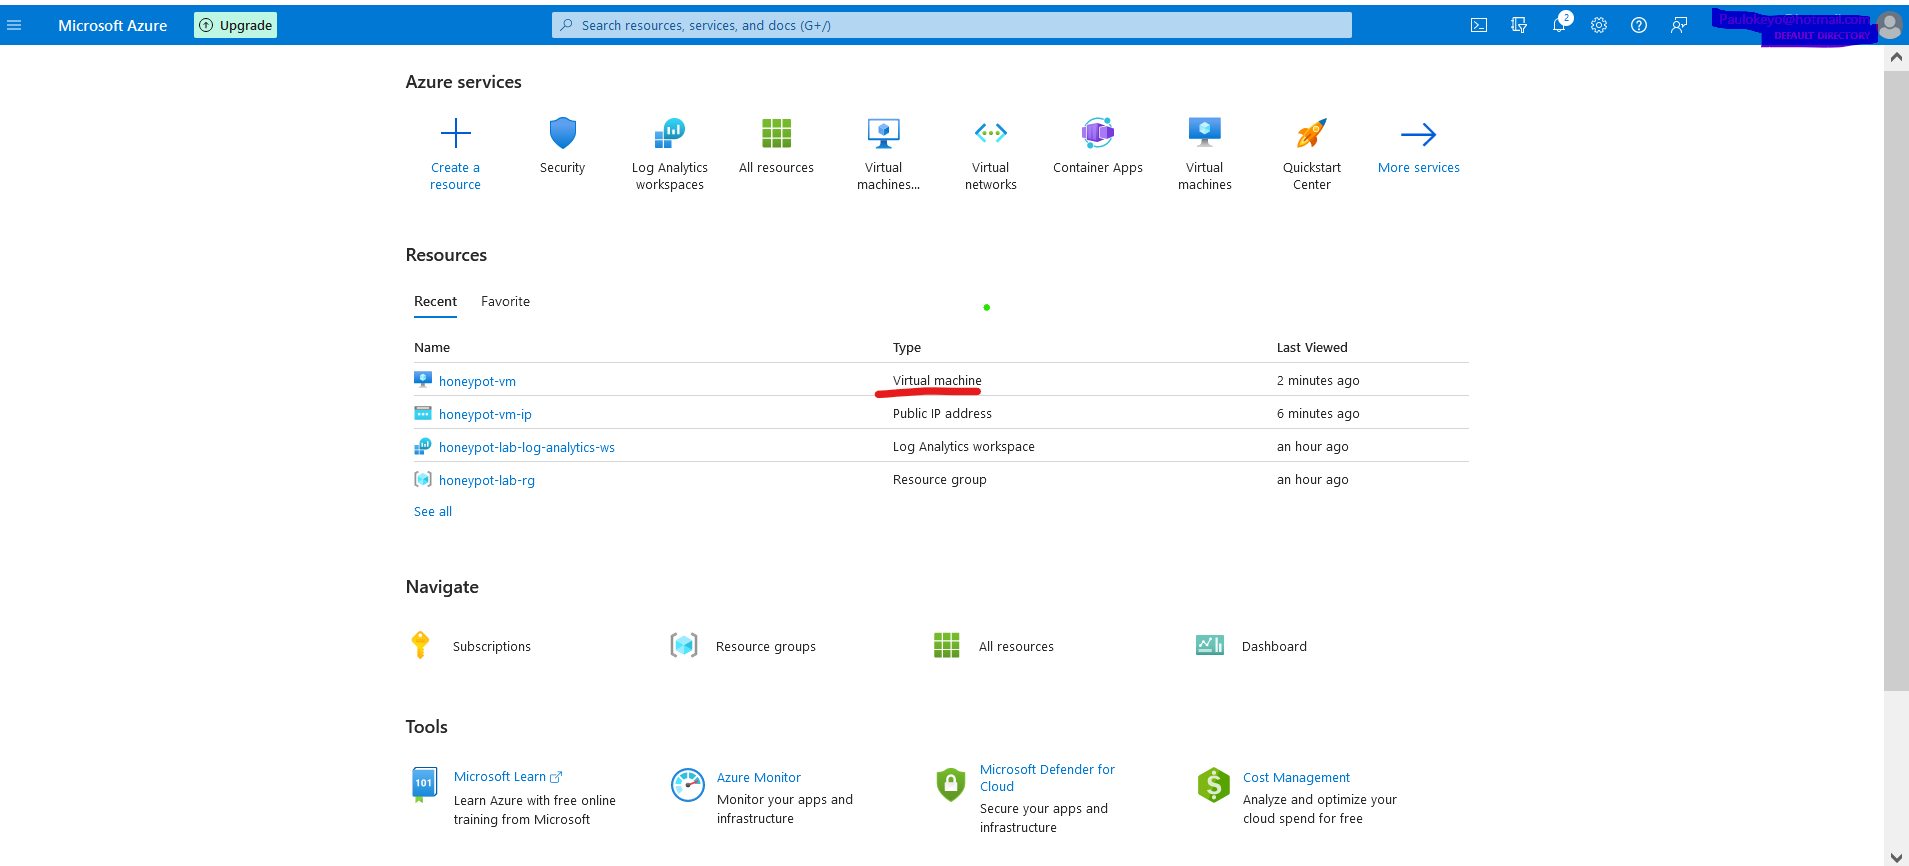 Microsoft Azure
Upgrade
Search resources, services, and docs (G+/)
2
DEFAULT DIRECTORY
Azure services
Create a resource
Security
Log Analytics workspaces
All resources
Virtual machines...
Virtual networks
Container Apps
Virtual machines
Quickstart Center
More services
Resources
Recent Favorite
Name Type Last Viewed
honeypot-vm Virtual machine 2 minutes ago
honeypot-vm-ip Public IP address 6 minutes ago
honeypot-lab-log-analytics-ws Log Analytics workspace an hour ago
honeypot-lab-rg Resource group an hour ago
See all
Navigate
Subscriptions Resource groups All resources Dashboard
Tools
101
Microsoft Learn
Learn Azure with free online
training from Microsoft
Azure Monitor
Monitor your apps and
infrastructure
Microsoft Defender for
Cloud
Secure your apps and
infrastructure
Cost Management
Analyze and optimize your
cloud spend for free